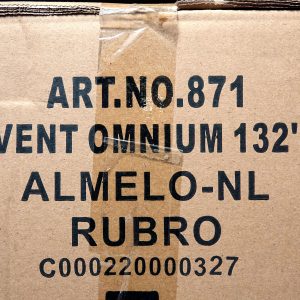 ART.NO.871
VENT OMNIUM 132'
ALMELO-NL
RUBRO
C000220000327